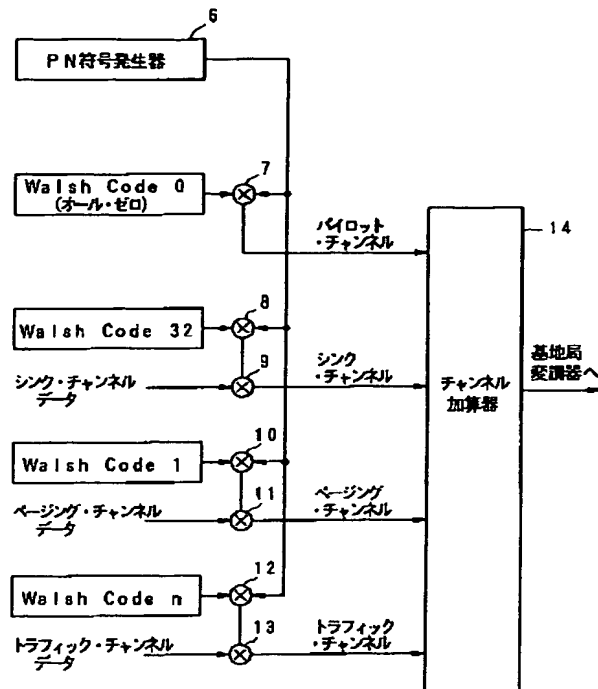 6
PN符号発生器
7
Walsh Code 0
(オール・ゼロ)
パイロット
・チャンネル
14
8
Walsh Code 32
9
シンク・チャンネル
データ
シンク
・チャンネル
チャンネル
加算器
基地局
変調器へ
10
Walsh Code 1
11
ページング・チャンネル
データ
ページング
・チャンネル
12
Walsh Code n
13
トラフィック・チャンネル
データ
トラフィック
・チャンネル